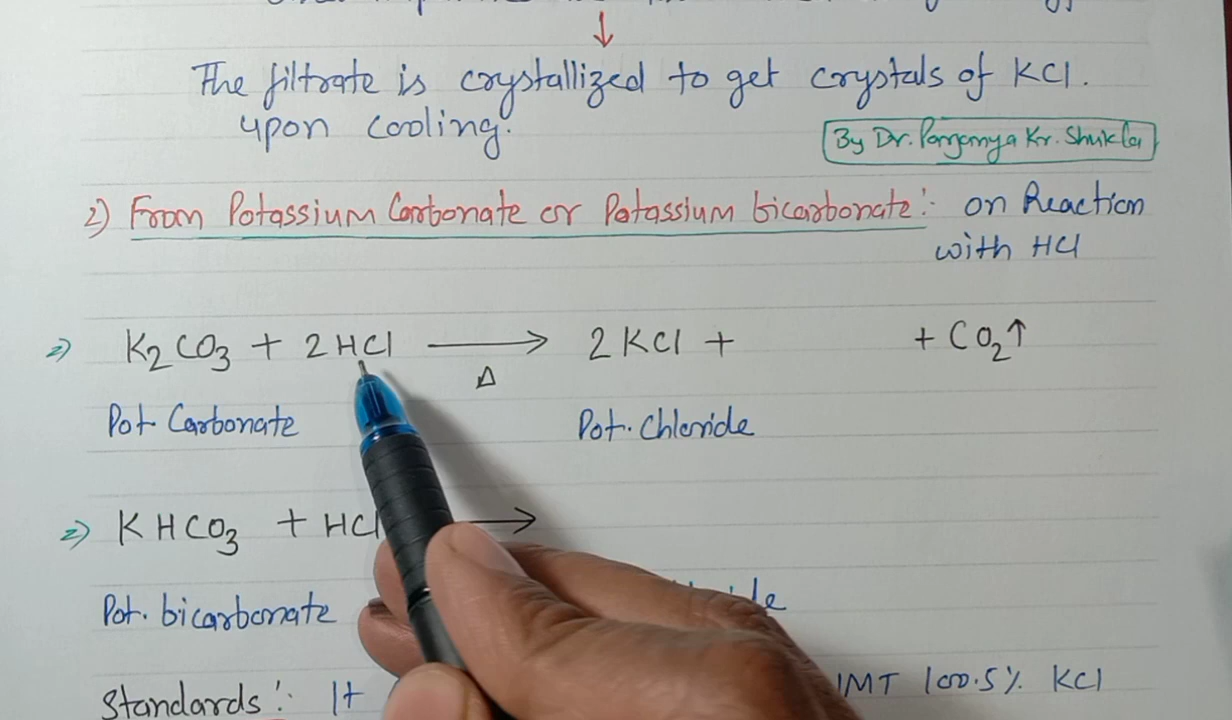 ↓
The filtrate is crystallized to get crystals of KCl.
upon cooling.
By Dr. Pargamya Kr. Shukla
2) From Potassium Carbonate or Potassium bicarbonate:- on Reaction
with HCl
⇒ K2CO3 + 2HCl ⟶ 2KCl + + CO2↑
Δ
Pot. Carbonate Pot. Chloride
⇒ KHCO3 + HCl ⟶
Pot. bicarbonate
Standards:- It NMT 100.5% KCl